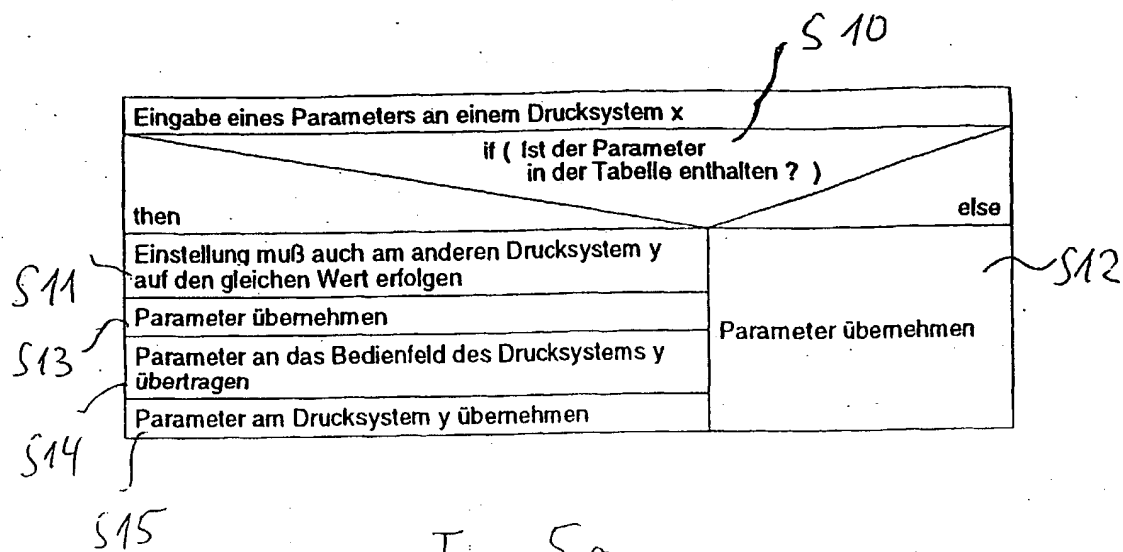 S 10
Eingabe eines Parameters an einem Drucksystem x
if ( Ist der Parameter
in der Tabelle enthalten ? )
then
else
Einstellung muß auch am anderen Drucksystem y
auf den gleichen Wert erfolgen
S11
S12
Parameter übernehmen
Parameter übernehmen
S13
Parameter an das Bedienfeld des Drucksystems y
übertragen
Parameter am Drucksystem y übernehmen
S14
S15
5a